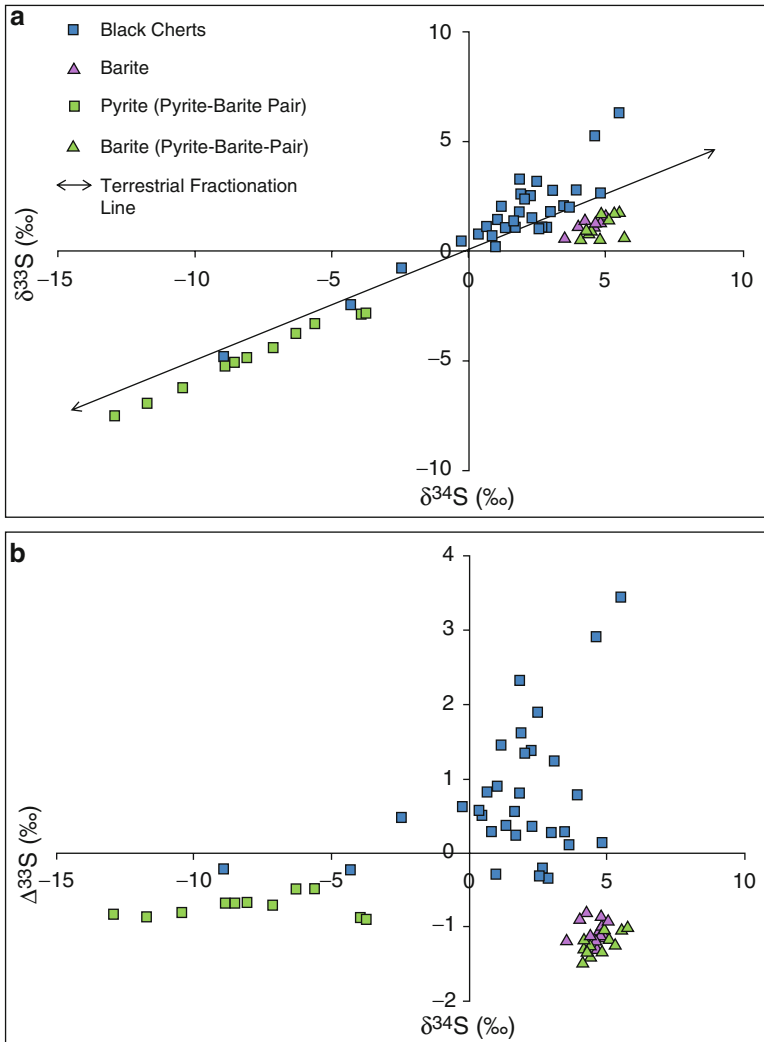 a
Black Cherts
Barite
Pyrite (Pyrite-Barite Pair)
Barite (Pyrite-Barite-Pair)
Terrestrial Fractionation
Line
10
5
0
−15
−10
−5
0
5
10
−5
−10
δ33S (‰)
δ34S (‰)
b
4
3
2
1
0
−15
−10
−5
0
5
10
−1
−2
Δ33S (‰)
δ34S (‰)